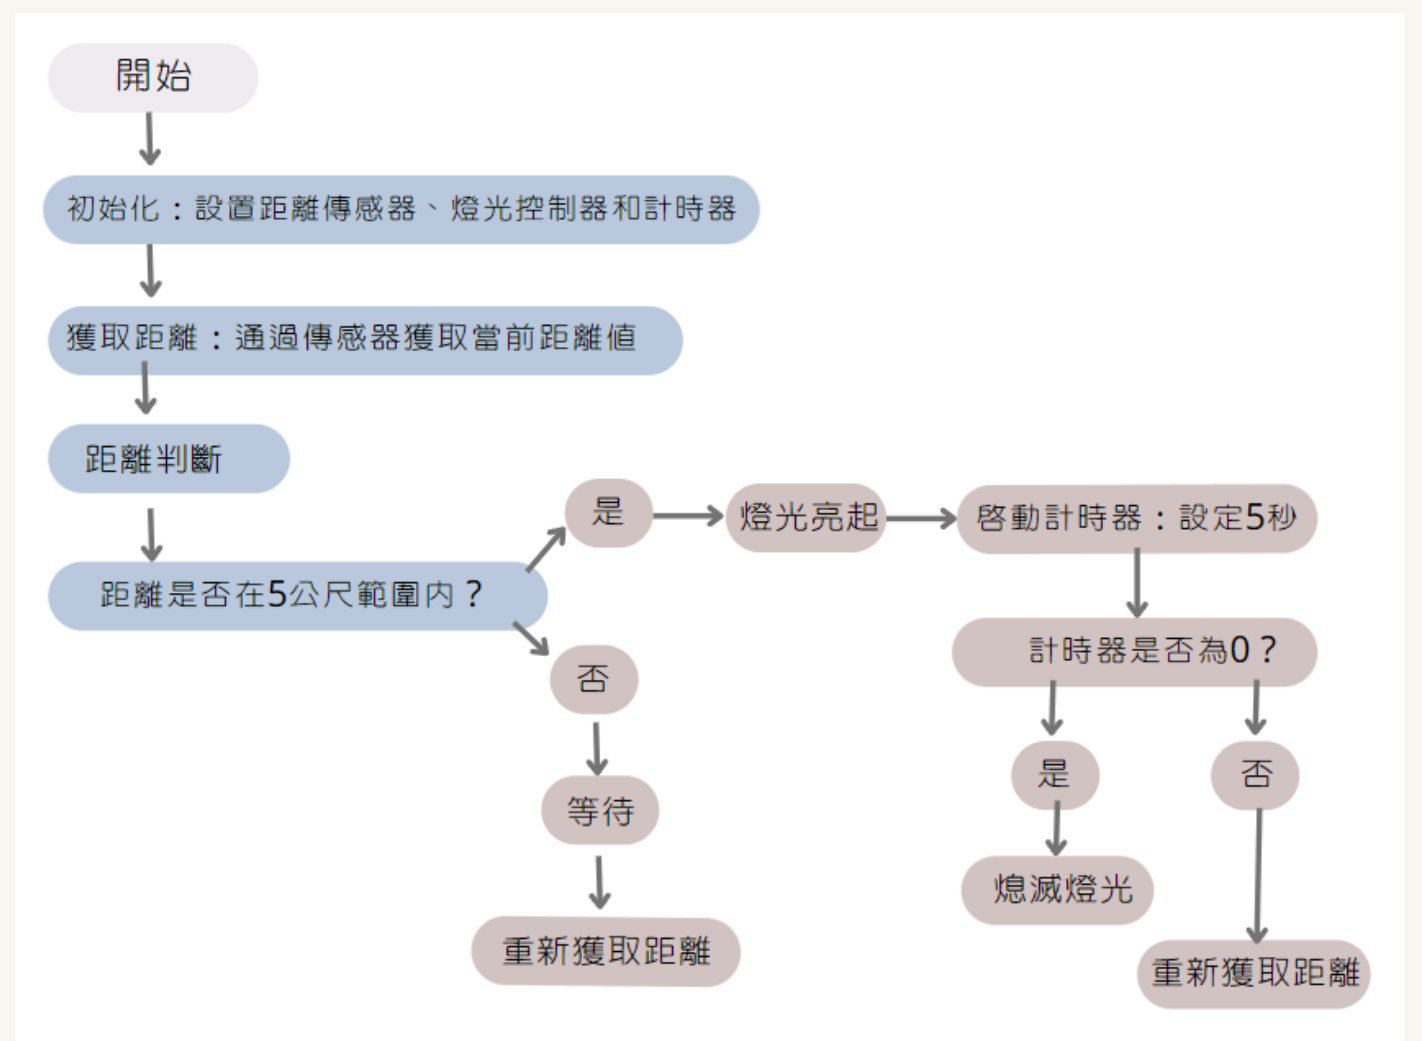 開始
初始化：設置距離傳感器、燈光控制器和計時器
獲取距離：通過傳感器獲取當前距離值
距離判斷
距離是否在5公尺範圍内？
是
燈光亮起
啓動計時器：設定5秒
計時器是否為0？
是
否
熄滅燈光
重新獲取距離
否
等待
重新獲取距離